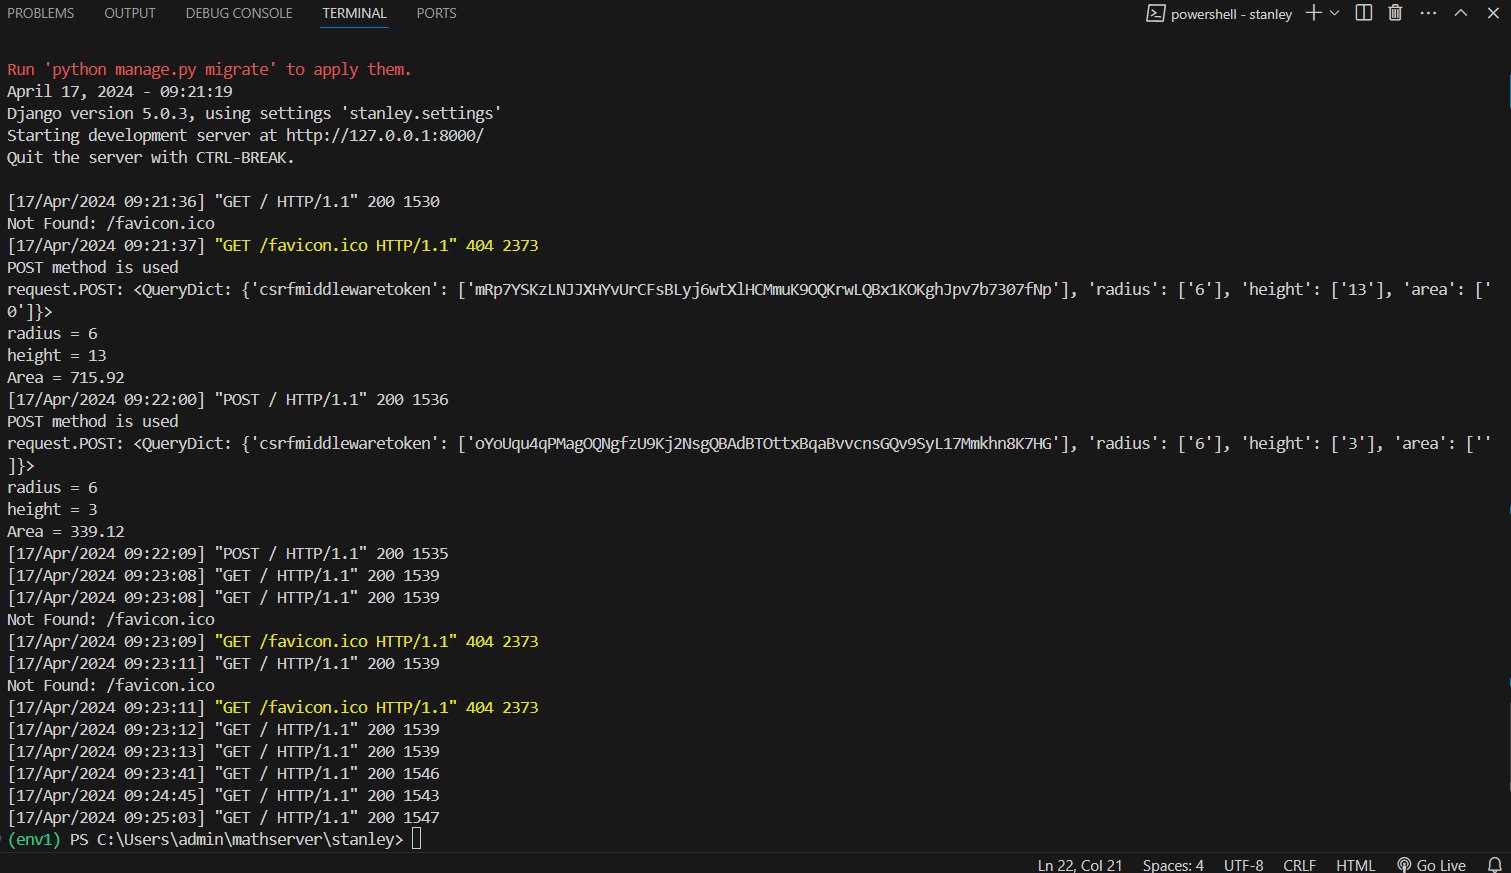 PROBLEMS OUTPUT DEBUG CONSOLE TERMINAL PORTS powershell - stanley
Run 'python manage.py migrate' to apply them.
April 17, 2024 - 09:21:19
Django version 5.0.3, using settings 'stanley.settings'
Starting development server at http://127.0.0.1:8000/
Quit the server with CTRL-BREAK.
[17/Apr/2024 09:21:36] "GET / HTTP/1.1" 200 1530
Not Found: /favicon.ico
[17/Apr/2024 09:21:37] "GET /favicon.ico HTTP/1.1" 404 2373
POST method is used
request.POST: <QueryDict: {'csrfmiddlewaretoken': ['mRp7YSKzLNJJXHYvUrCFsBLyj6wtXlHCMmuK9OQKrwLQBx1KOKghJpv7b7307fNp'], 'radius': ['6'], 'height': ['13'], 'area': ['
0']}>
radius = 6
height = 13
Area = 715.92
[17/Apr/2024 09:22:00] "POST / HTTP/1.1" 200 1536
POST method is used
request.POST: <QueryDict: {'csrfmiddlewaretoken': ['oYoUqu4qPMagOQNgfzU9Kj2NsgQBAdBTOttxBqaBvvcnsGQv9SyL17Mmkhn8K7HG'], 'radius': ['6'], 'height': ['3'], 'area': [''
]}>
radius = 6
height = 3
Area = 339.12
[17/Apr/2024 09:22:09] "POST / HTTP/1.1" 200 1535
[17/Apr/2024 09:23:08] "GET / HTTP/1.1" 200 1539
[17/Apr/2024 09:23:08] "GET / HTTP/1.1" 200 1539
Not Found: /favicon.ico
[17/Apr/2024 09:23:09] "GET /favicon.ico HTTP/1.1" 404 2373
[17/Apr/2024 09:23:11] "GET / HTTP/1.1" 200 1539
Not Found: /favicon.ico
[17/Apr/2024 09:23:11] "GET /favicon.ico HTTP/1.1" 404 2373
[17/Apr/2024 09:23:12] "GET / HTTP/1.1" 200 1539
[17/Apr/2024 09:23:13] "GET / HTTP/1.1" 200 1539
[17/Apr/2024 09:23:41] "GET / HTTP/1.1" 200 1546
[17/Apr/2024 09:24:45] "GET / HTTP/1.1" 200 1543
[17/Apr/2024 09:25:03] "GET / HTTP/1.1" 200 1547
(env1) PS C:\Users\admin\mathserver\stanley>
Ln 22, Col 21 Spaces: 4 UTF-8 CRLF HTML Go Live